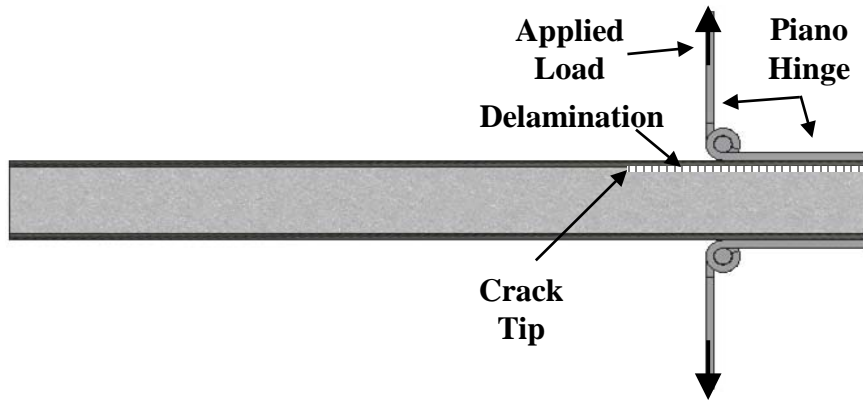 Applied
Load
Piano
Hinge
Delamination
Crack
Tip